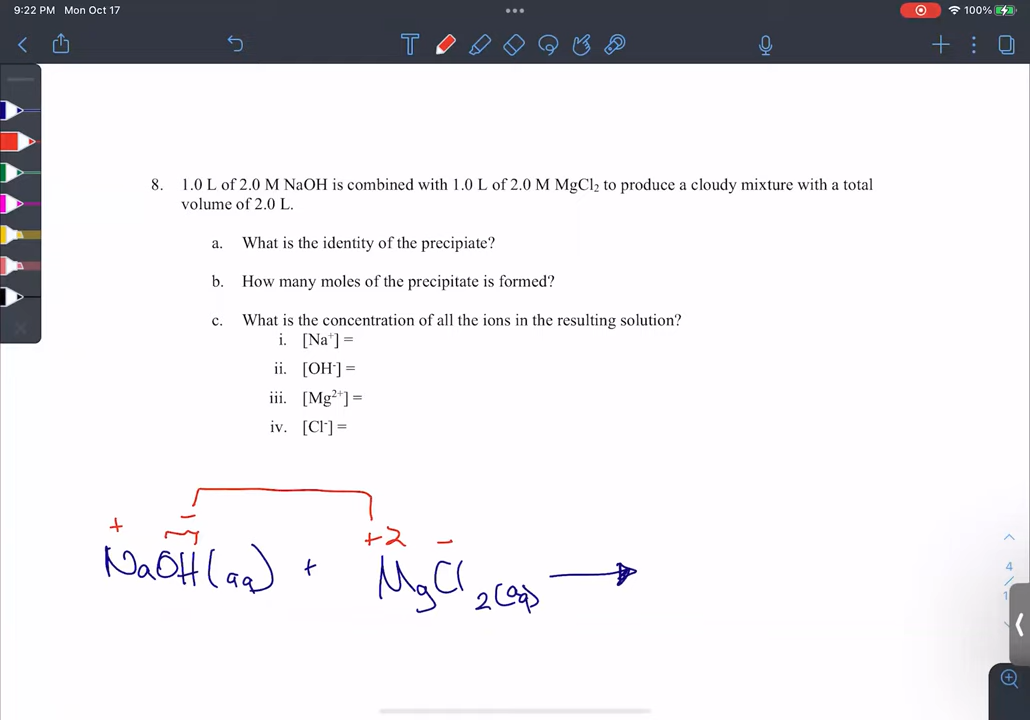 9:22 PM Mon Oct 17
100%
T
8. 1.0 L of 2.0 M NaOH is combined with 1.0 L of 2.0 M MgCl₂ to produce a cloudy mixture with a total
volume of 2.0 L.
a. What is the identity of the precipiate?
b. How many moles of the precipitate is formed?
c. What is the concentration of all the ions in the resulting solution?
i. [Na⁺] =
ii. [OH⁻] =
iii. [Mg²⁺] =
iv. [Cl⁻] =
+ - +2 -
NaOH(aq) + MgCl₂(aq) →
4
/
1